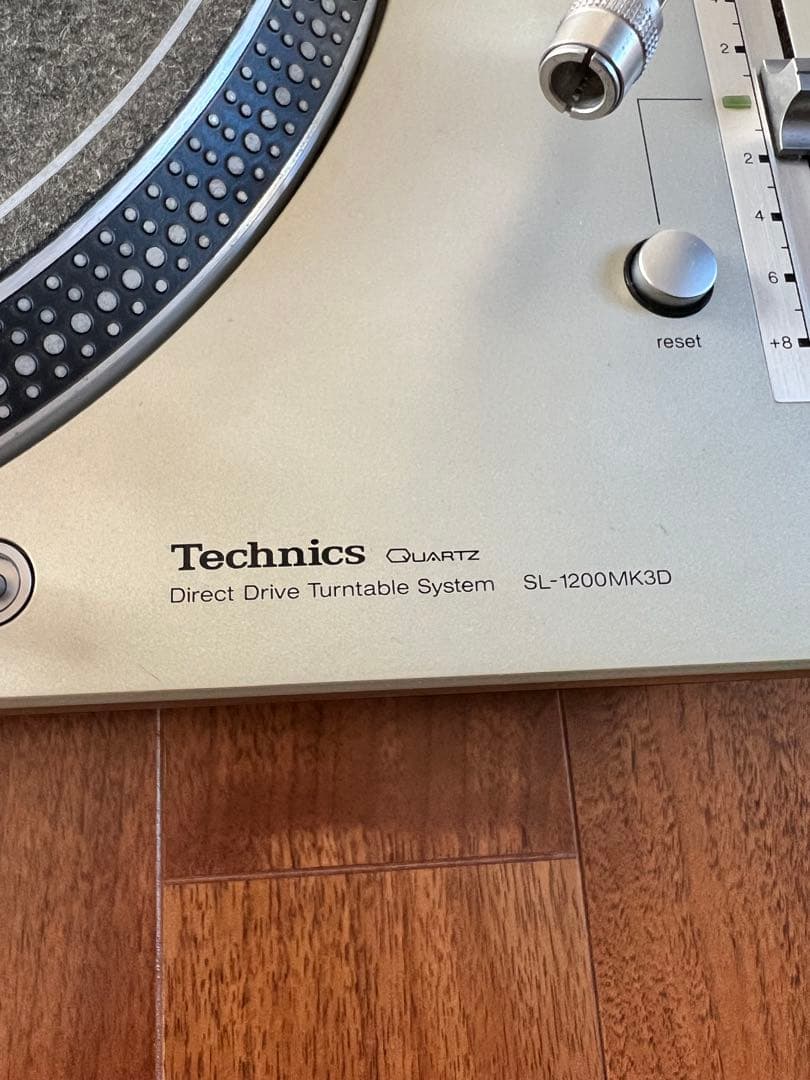 2
2
4
6
+8
reset
Technics QUARTZ
Direct Drive Turntable System SL-1200MK3D